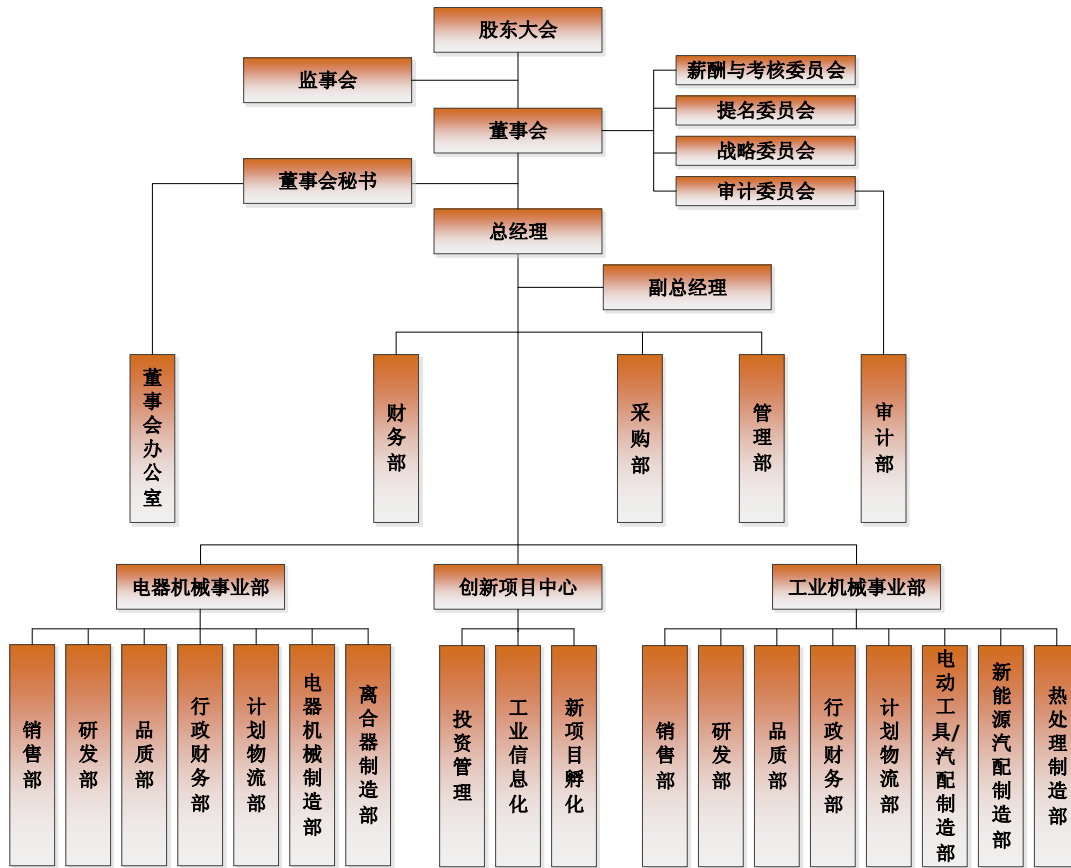 股东大会
监事会
薪酬与考核委员会
提名委员会
董事会
战略委员会
董事会秘书
审计委员会
总经理
副总经理
董事会办公室
财务部
采购部
管理部
审计部
电器机械事业部
创新项目中心
工业机械事业部
销售部
研发部
品质部
行政财务部
计划物流部
电器机械制造部
离合器制造部
投资管理
工业信息化
新项目孵化
销售部
研发部
品质部
行政财务部
计划物流部
电动工具/汽配制造部
新能源汽配制造部
热处理制造部